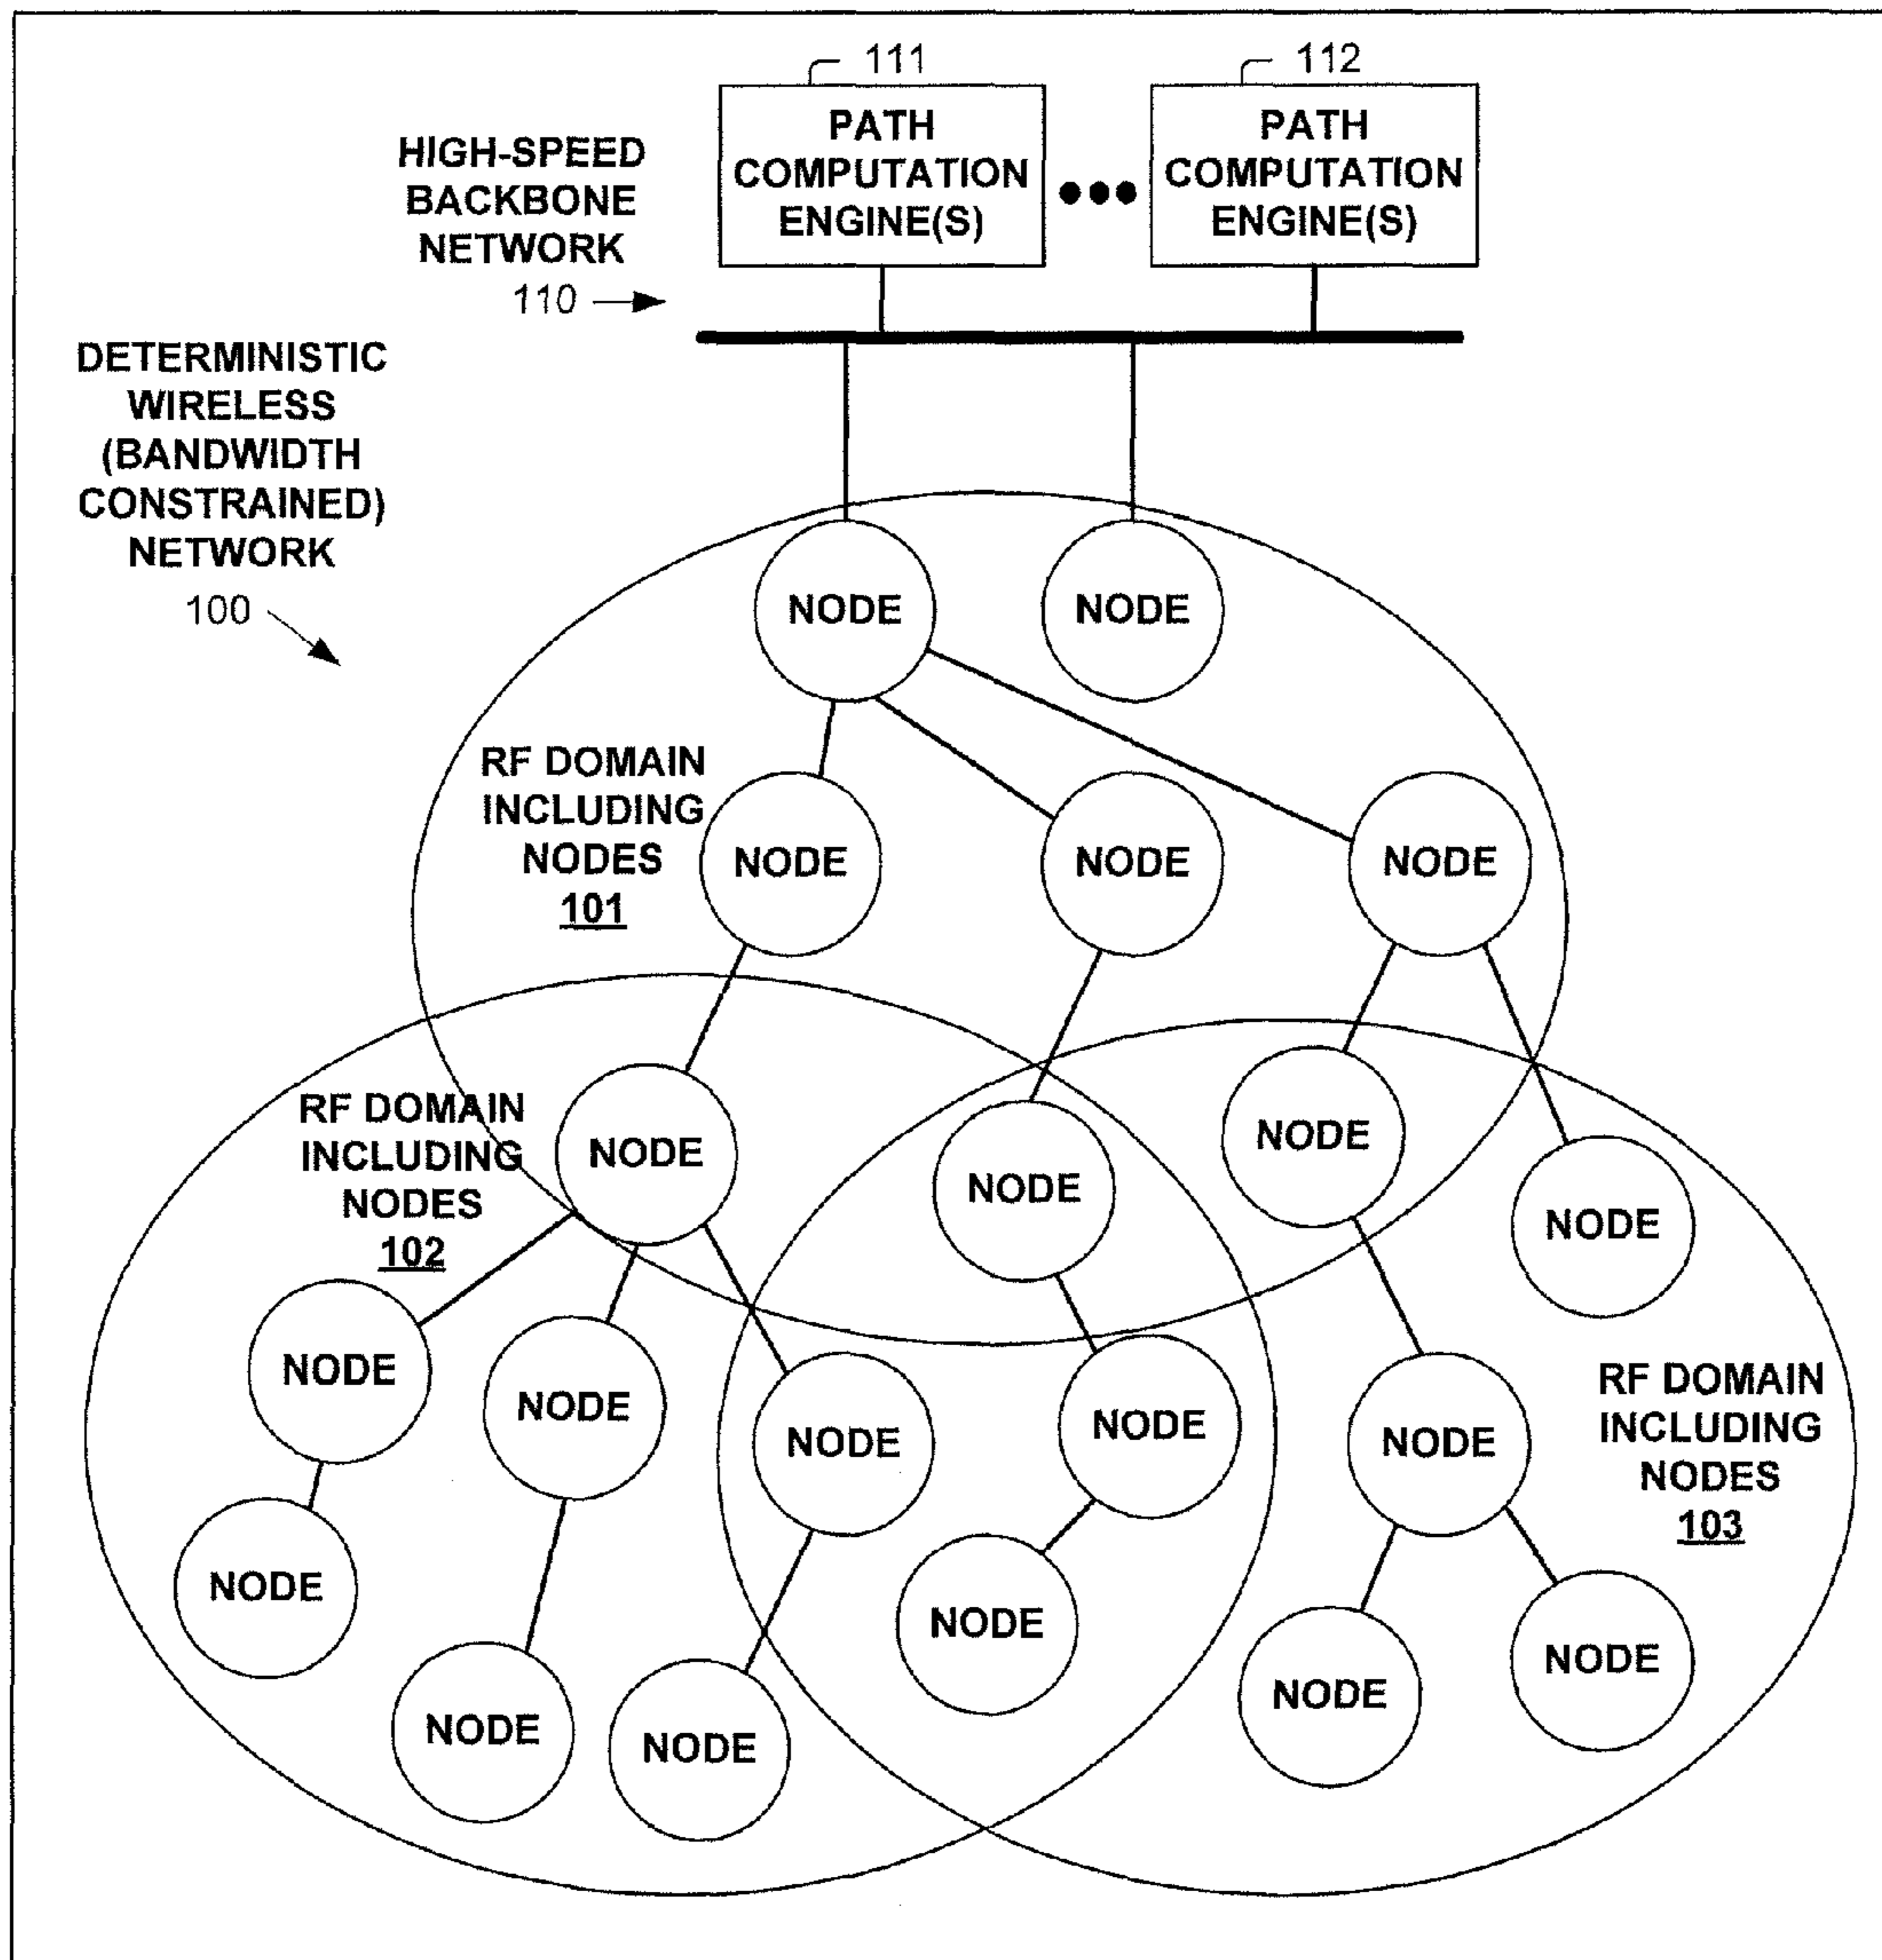 111
112
PATH
COMPUTATION
ENGINE(S)
PATH
COMPUTATION
ENGINE(S)
HIGH-SPEED
BACKBONE
NETWORK
110
DETERMINISTIC
WIRELESS
(BANDWIDTH
CONSTRAINED)
NETWORK
100
NODE
NODE
RF DOMAIN
INCLUDING
NODES
101
NODE
NODE
NODE
RF DOMAIN
INCLUDING
NODES
102
NODE
NODE
NODE
NODE
NODE
NODE
NODE
NODE
NODE
RF DOMAIN
INCLUDING
NODES
103
NODE
NODE
NODE
NODE
NODE
NODE